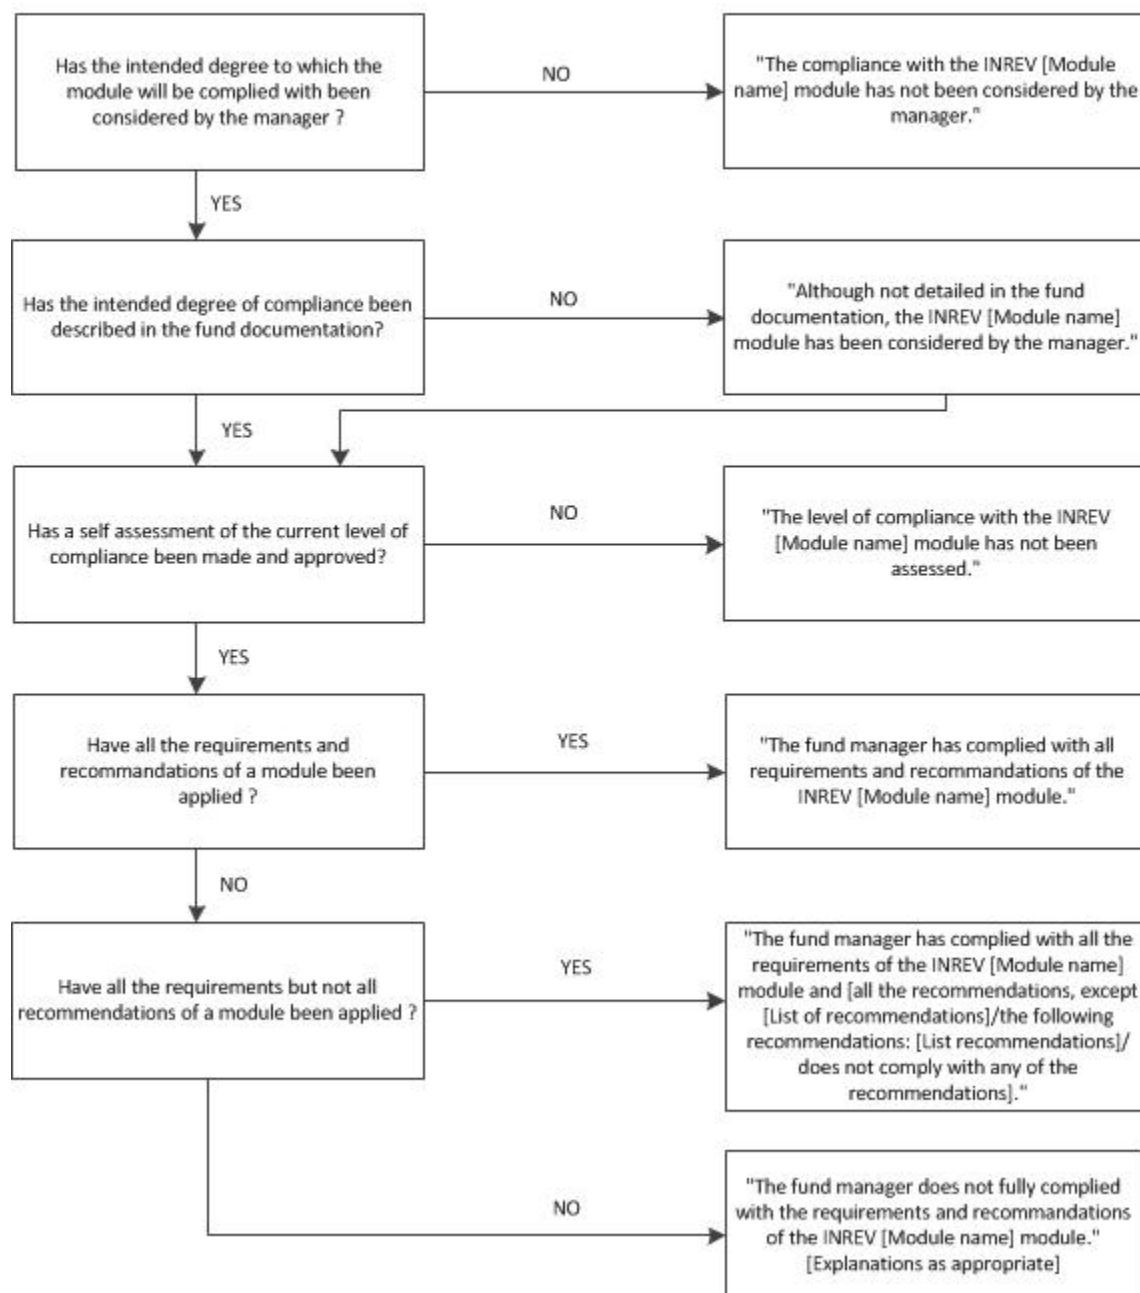 Has the intended degree to which the
module will be complied with been
considered by the manager ?
NO
"The compliance with the INREV [Module
name] module has not been considered by the
manager."
YES
Has the intended degree of compliance been
described in the fund documentation?
NO
"Although not detailed in the fund
documentation, the INREV [Module name]
module has been considered by the manager."
YES
Has a self assessment of the current level of
compliance been made and approved?
NO
"The level of compliance with the INREV
[Module name] module has not been
assessed."
YES
Have all the requirements and
recommandations of a module been
applied ?
YES
"The fund manager has complied with all
requirements and recommandations of the
INREV [Module name] module."
NO
Have all the requirements but not all
recommendations of a module been applied ?
YES
"The fund manager has complied with all the
requirements of the INREV [Module name]
module and [all the recommendations, except
[List of recommendations]/the following
recommendations: [List recommendations]/
does not comply with any of the
recommendations]."
NO
"The fund manager does not fully complied
with the requirements and recommandations
of the INREV [Module name] module."
[Explanations as appropriate]